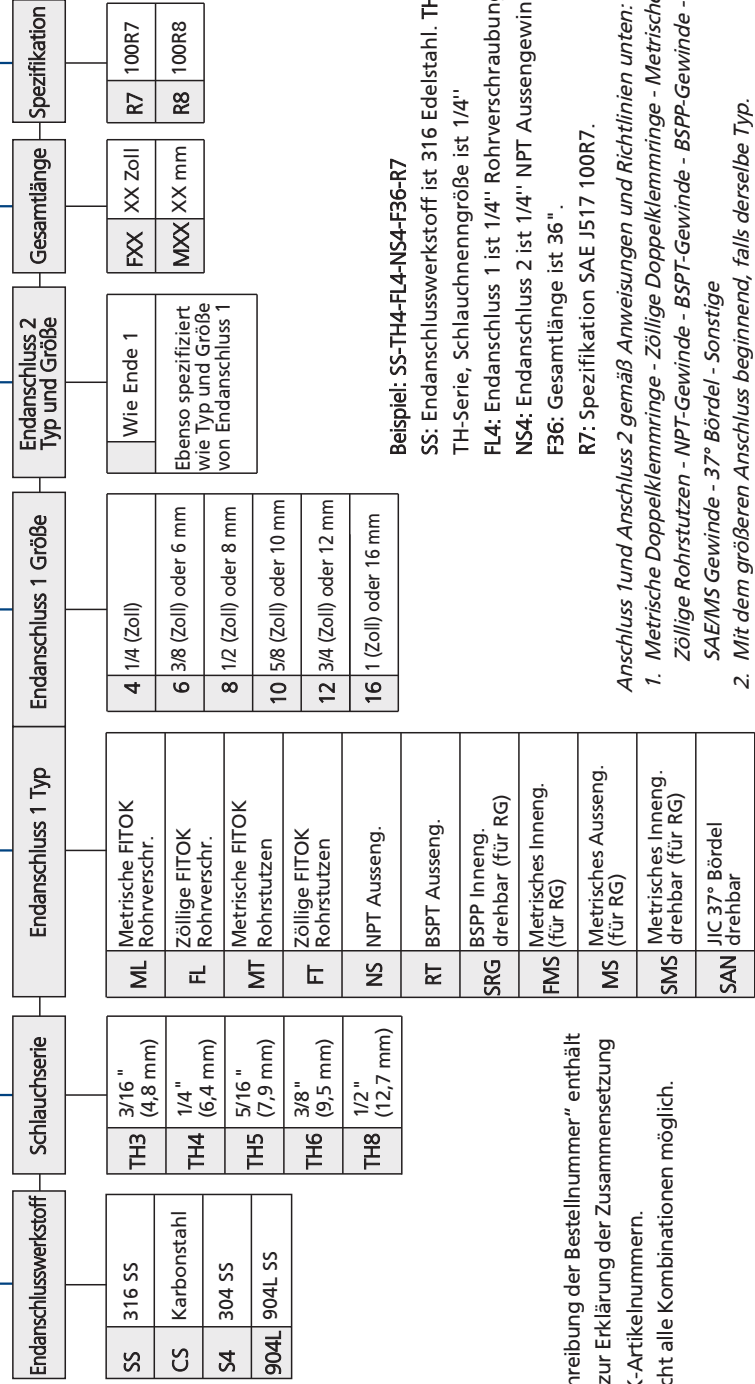 Endanschlusswerkstoff
SS 316 SS
CS Karbonstahl
S4 304 SS
904L 904L SS
Schlauchserie
TH3 3/16 "
(4,8 mm)
TH4 1/4 "
(6,4 mm)
TH5 5/16 "
(7,9 mm)
TH6 3/8"
(9,5 mm)
TH8 1/2 "
(12,7 mm)
Endanschluss 1 Typ
ML Metrische FITOK
Rohrverschr.
FL Zöllige FITOK
Rohrverschr.
MT Metrische FITOK
Rohrstutzen
FT Zöllige FITOK
Rohrstutzen
NS NPT Ausseng.
RT BSPT Ausseng.
SRG BSPP Inneng.
drehbar (für RG)
FMS Metrisches Inneng.
(für RG)
MS Metrisches Ausseng.
(für RG)
SMS Metrisches Inneng.
drehbar (für RG)
SAN JIC 37° Bördel
drehbar
Endanschluss 1 Größe
4 1/4 (Zoll)
6 3/8 (Zoll) oder 6 mm
8 1/2 (Zoll) oder 8 mm
10 5/8 (Zoll) oder 10 mm
12 3/4 (Zoll) oder 12 mm
16 1 (Zoll) oder 16 mm
Endanschluss 2
Typ und Größe
Wie Ende 1
Ebenso spezifiziert
wie Typ und Größe
von Endanschluss 1
Gesamtlänge
FXX XX Zoll
MXX XX mm
Spezifikation
R7 100R7
R8 100R8
Beispiel: SS-TH4-FL4-NS4-F36-R7
SS: Endanschlusswerkstoff ist 316 Edelstahl.
TH-Serie, Schlauchnenngröße ist 1/4''
FL4: Endanschluss 1 ist 1/4'' Rohrverschraubun
NS4: Endanschluss 2 ist 1/4'' NPT Aussengewin
F36: Gesamtlänge ist 36" .
R7: Spezifikation SAE J517 100R7.
Anschluss 1und Anschluss 2 gemäß Anweisungen und Richtlinien unten:
1. Metrische Doppelklemmringe - Zöllige Doppelklemmringe - Metrische
Zöllige Rohrstutzen - NPT-Gewinde - BSPT-Gewinde - BSPP-Gewinde -
SAE/MS Gewinde - 37° Bördel - Sonstige
2. Mit dem größeren Anschluss beginnend, falls derselbe Typ.
hreibung der Bestellnummer“ enthält
zur Erklärung der Zusammensetzung
-Artikelnummern.
cht alle Kombinationen möglich.